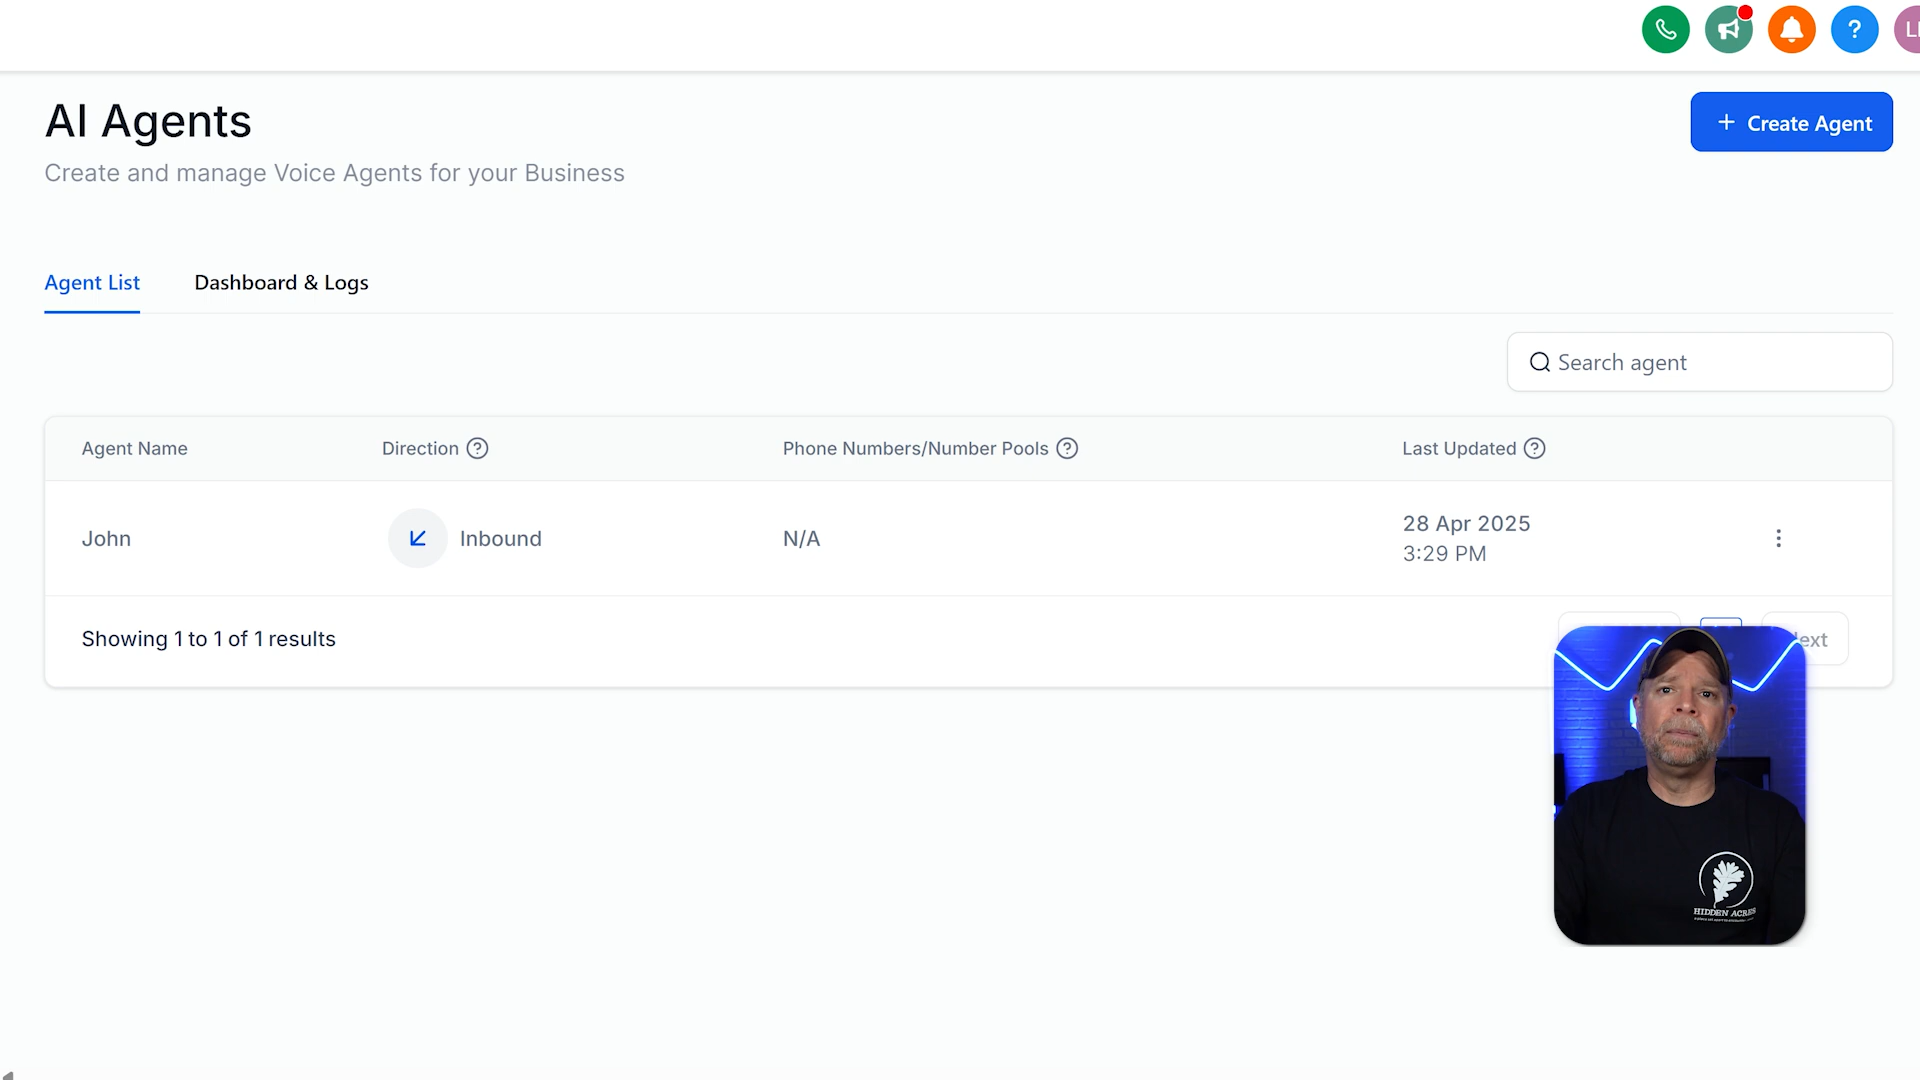 ?
AI Agents
+ Create Agent
Create and manage Voice Agents for your Business
Agent List
Dashboard & Logs
Search agent
Agent Name
Direction ?
Phone Numbers/Number Pools ?
Last Updated ?
John
Inbound
N/A
28 Apr 2025
3:29 PM
Showing 1 to 1 of 1 results
HIDDEN ACRES